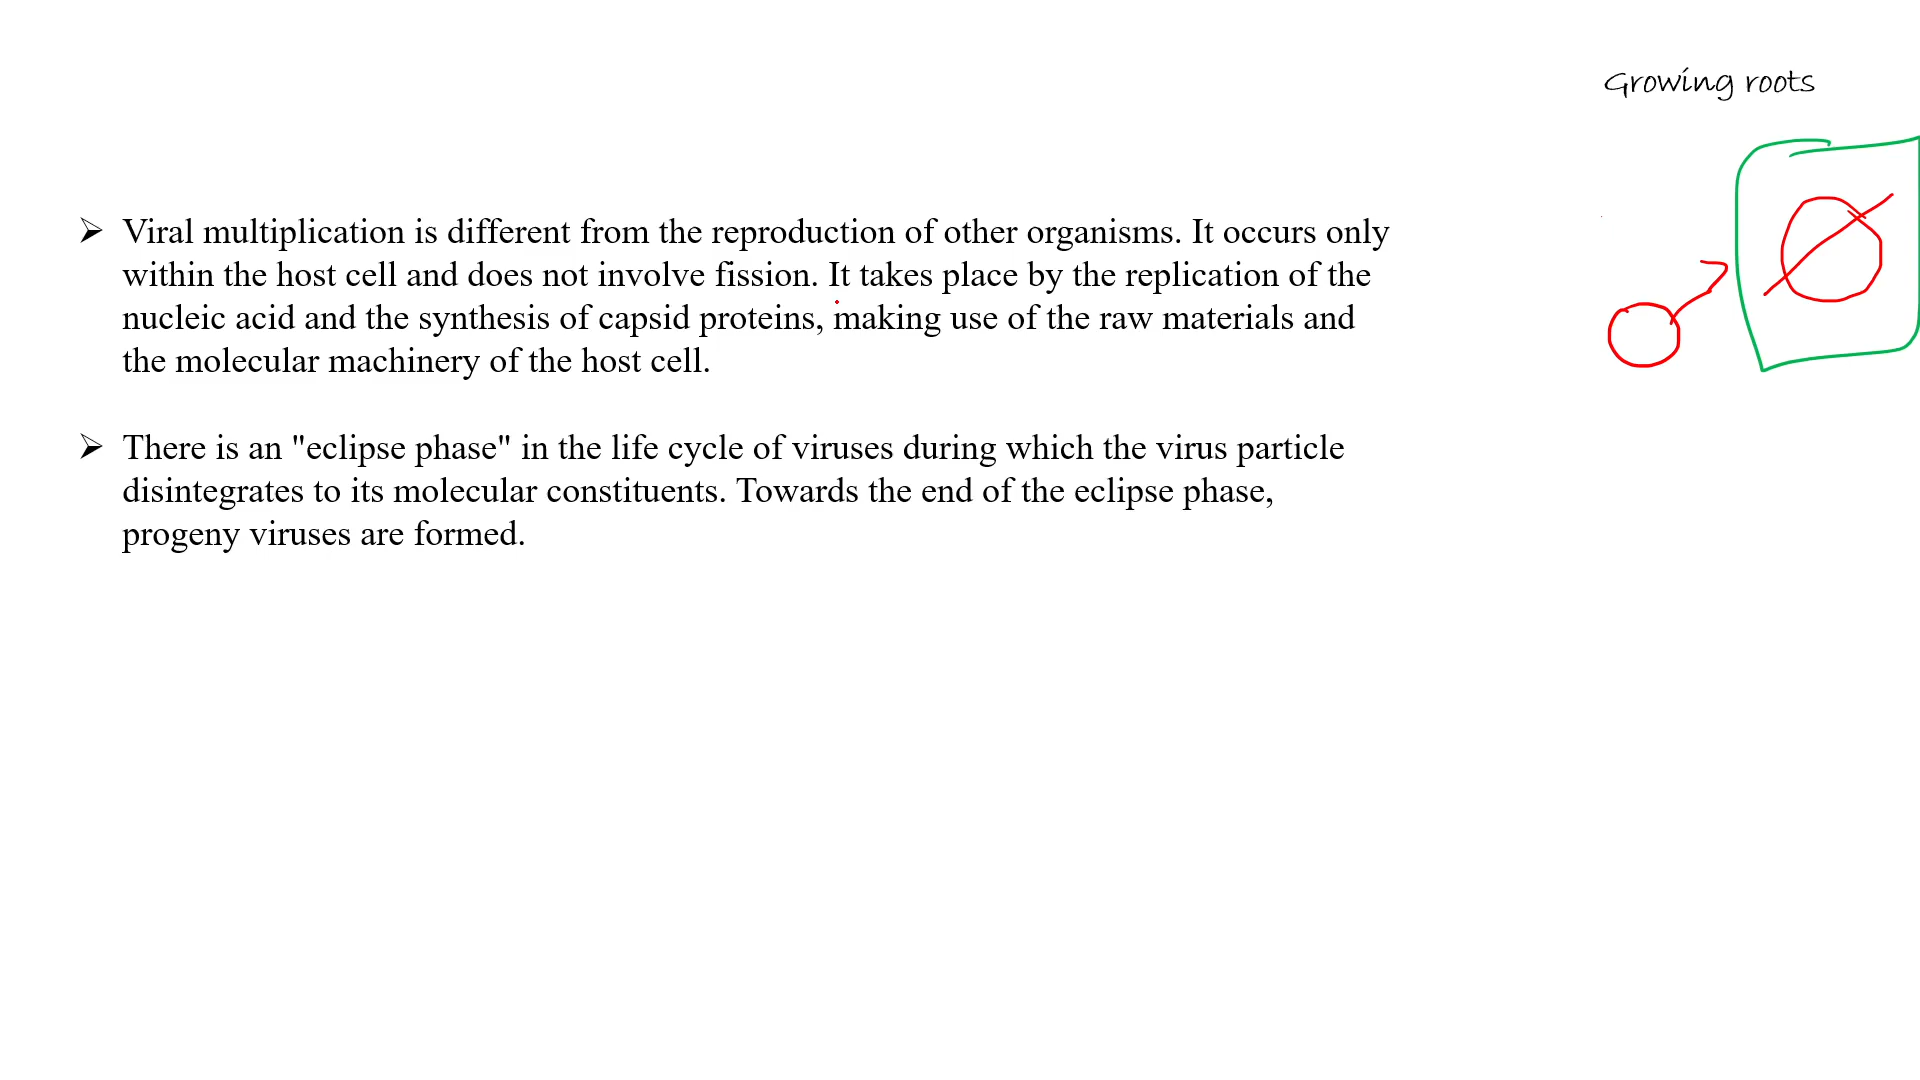 Growing roots
➢ Viral multiplication is different from the reproduction of other organisms. It occurs only
within the host cell and does not involve fission. It takes place by the replication of the
nucleic acid and the synthesis of capsid proteins, making use of the raw materials and
the molecular machinery of the host cell.
➢ There is an "eclipse phase" in the life cycle of viruses during which the virus particle
disintegrates to its molecular constituents. Towards the end of the eclipse phase,
progeny viruses are formed.